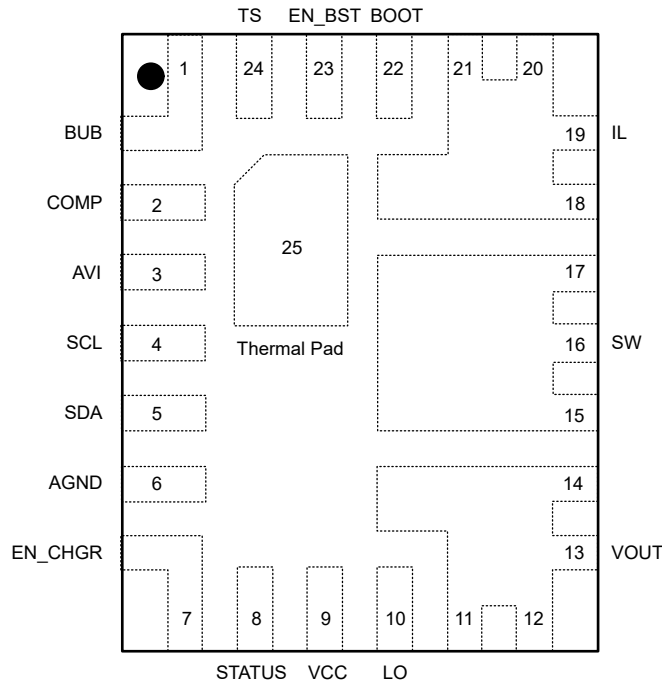 TS EN_BST BOOT
1 24 23 22 21 20
BUB 19 IL
COMP 2 18
AVI 3 25 17
SCL 4 Thermal Pad 16 SW
SDA 5 15
AGND 6 14
EN_CHGR 13 VOUT
7 8 9 10 11 12
STATUS VCC LO